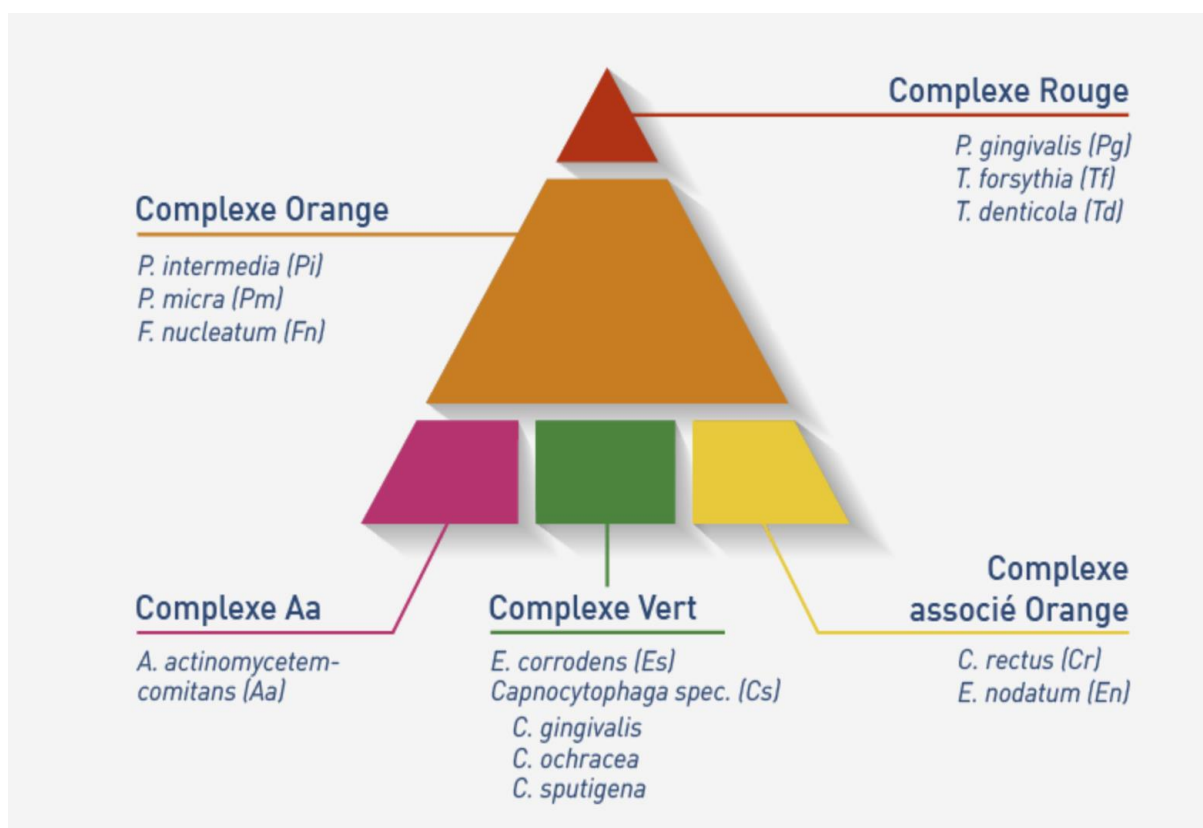 Complexe Rouge
P. gingivalis (Pg)
T. forsythia (Tf)
T. denticola (Td)
Complexe Orange
P. intermedia (Pi)
P. micra (Pm)
F. nucleatum (Fn)
Complexe Aa
A. actinomycetem-
comitans (Aa)
Complexe Vert
E. corrodens (Es)
Capnocytophaga spec. (Cs)
C. gingivalis
C. ochracea
C. sputigena
Complexe
associé Orange
C. rectus (Cr)
E. nodatum (En)